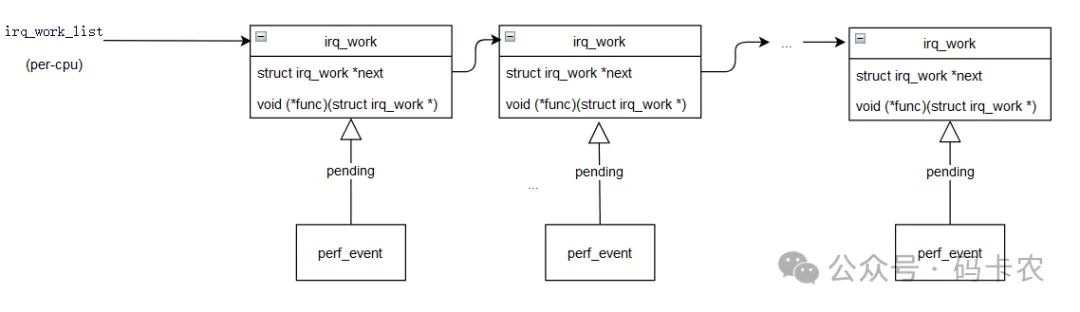 irq_work_list
(per-cpu)
irq_work
struct irq_work *next
void (*func)(struct irq_work *)
irq_work
struct irq_work *next
void (*func)(struct irq_work *)
...
irq_work
struct irq_work *next
void (*func)(struct irq_work *)
pending
...
pending
pending
perf_event
perf_event
perf_event
公众号·码卡农